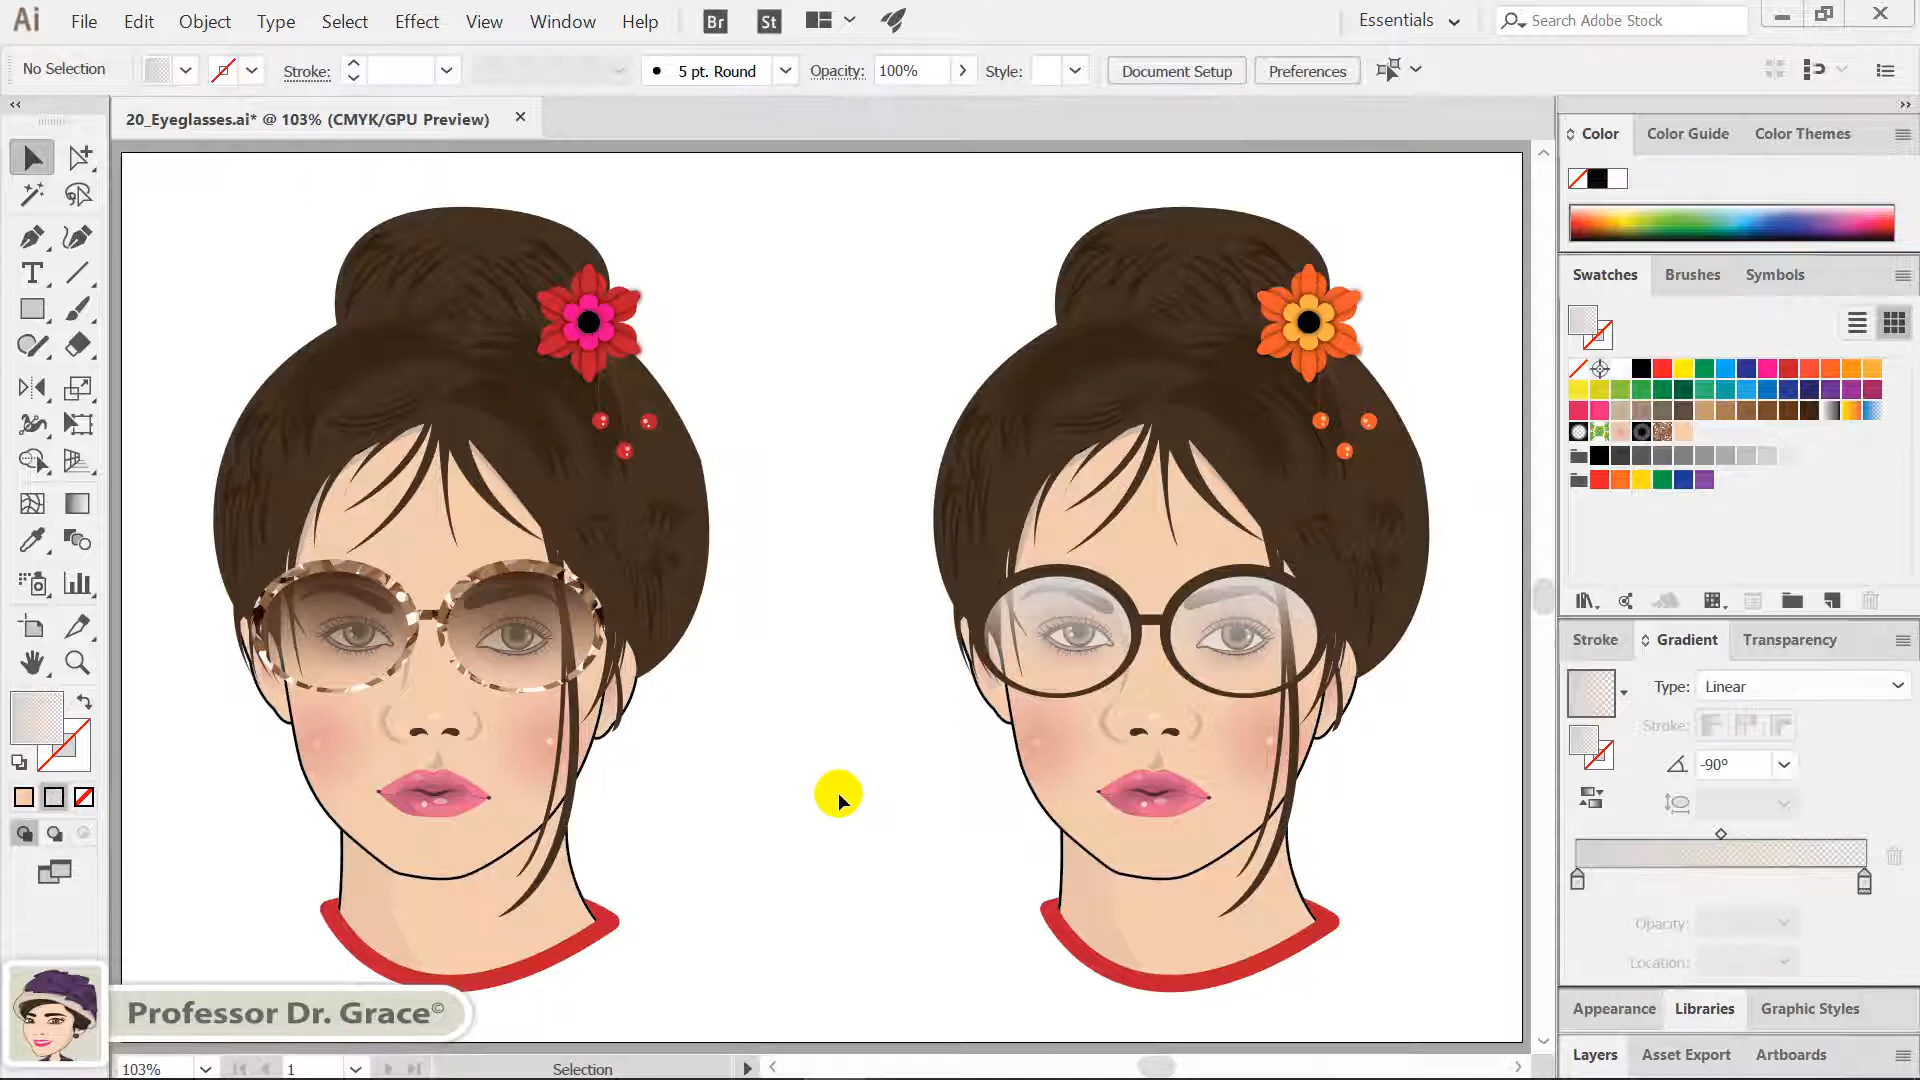 Ai File Edit Object Type Select Effect View Window Help Br St Essentials Search Adobe Stock
No Selection Stroke: 5 pt. Round Opacity: 100% Style: Document Setup Preferences
20_Eyeglasses.ai* @ 103% (CMYK/GPU Preview)
Color Color Guide Color Themes
Swatches Brushes Symbols
Stroke Gradient Transparency
Type: Linear
Stroke:
-90°
Opacity:
Location:
Professor Dr. Grace©
Appearance Libraries Graphic Styles
Layers Asset Export Artboards
103% 1 Selection